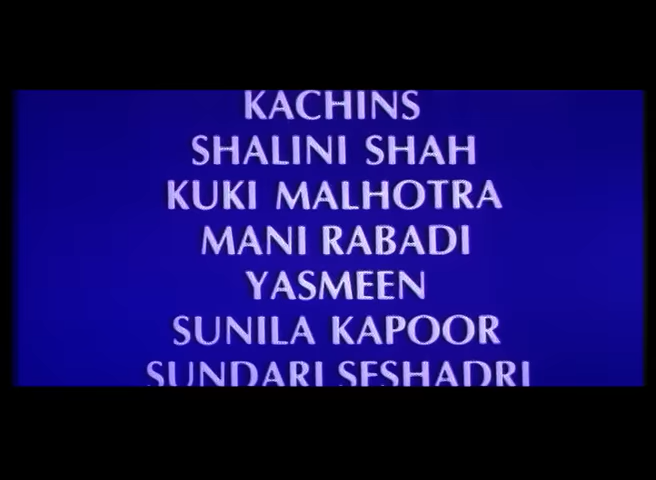 KACHINS
SHALINI SHAH
KUKI MALHOTRA
MANI RABADI
YASMEEN
SUNILA KAPOOR
SUNDARI SESHADRI